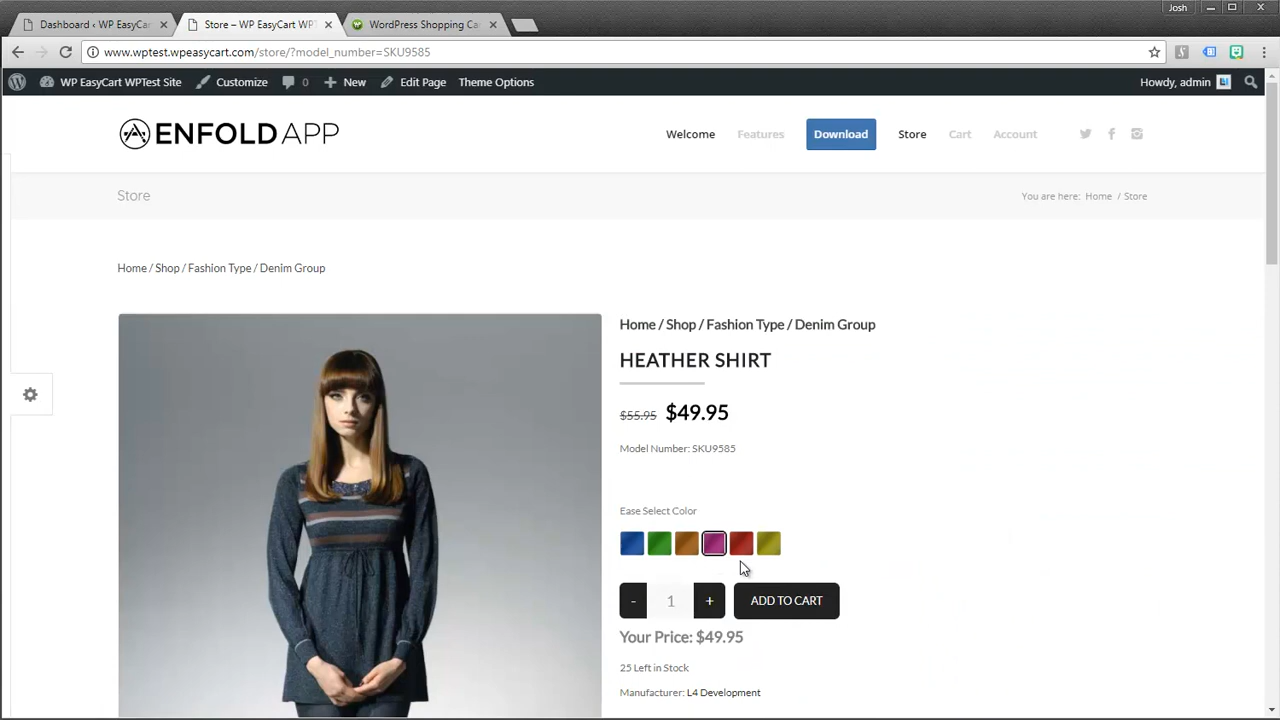 Josh
Dashboard ‹ WP EasyCar
Store – WP EasyCart WPT
WordPress Shopping Ca
www.wptest.wpeasycart.com/store/?model_number=SKU9585
WP EasyCart WPTest Site
Customize
0
New
Edit Page
Theme Options
Howdy, admin
ENFOLD APP
Welcome
Features
Download
Store
Cart
Account
Store
You are here: Home / Store
Home / Shop / Fashion Type / Denim Group
Home / Shop / Fashion Type / Denim Group
HEATHER SHIRT
$55.95 $49.95
Model Number: SKU9585
Ease Select Color
- 1 + ADD TO CART
Your Price: $49.95
25 Left in Stock
Manufacturer: L4 Development